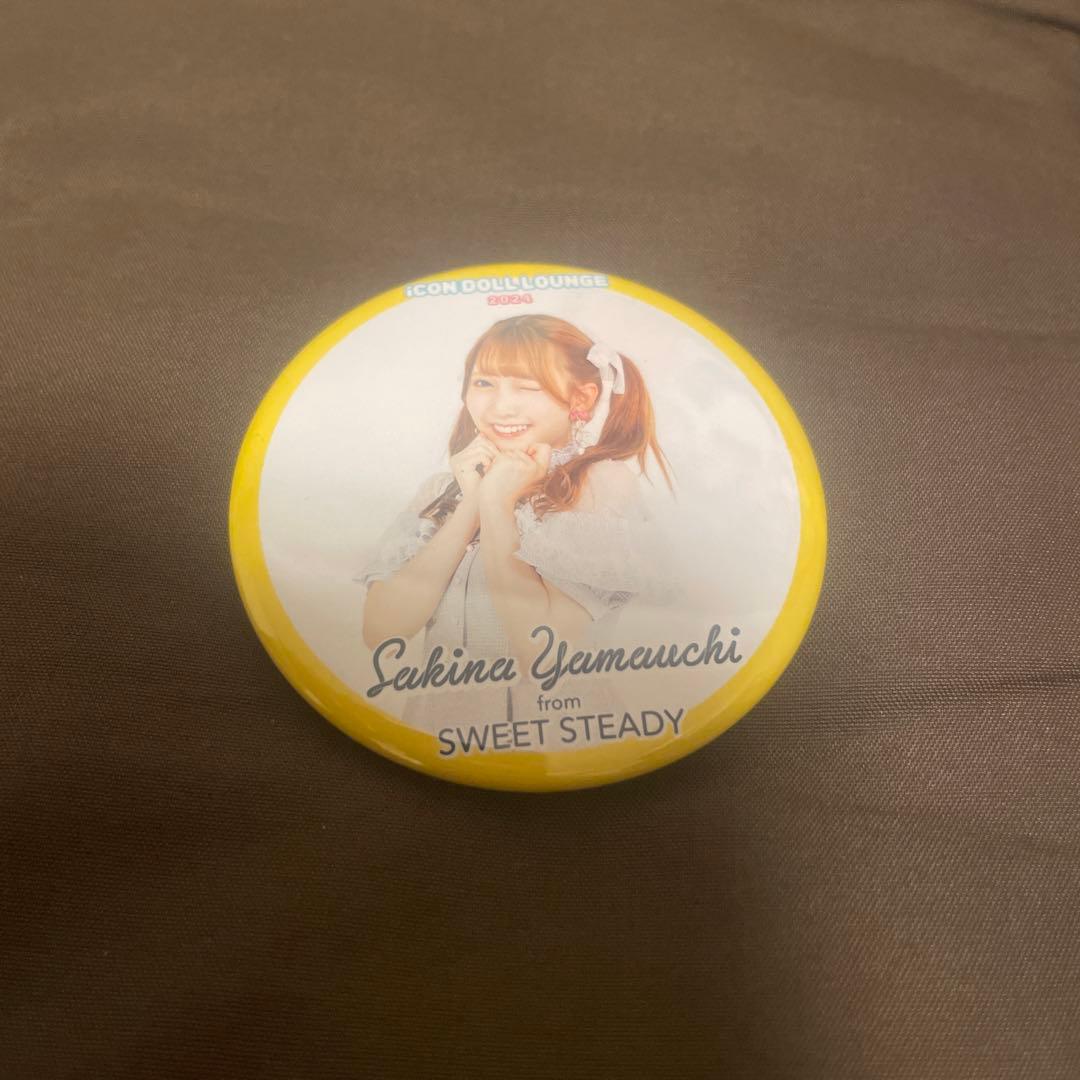 iCON DOLL LOUNGE
2024
Sakina Yamauchi
from
SWEET STEADY